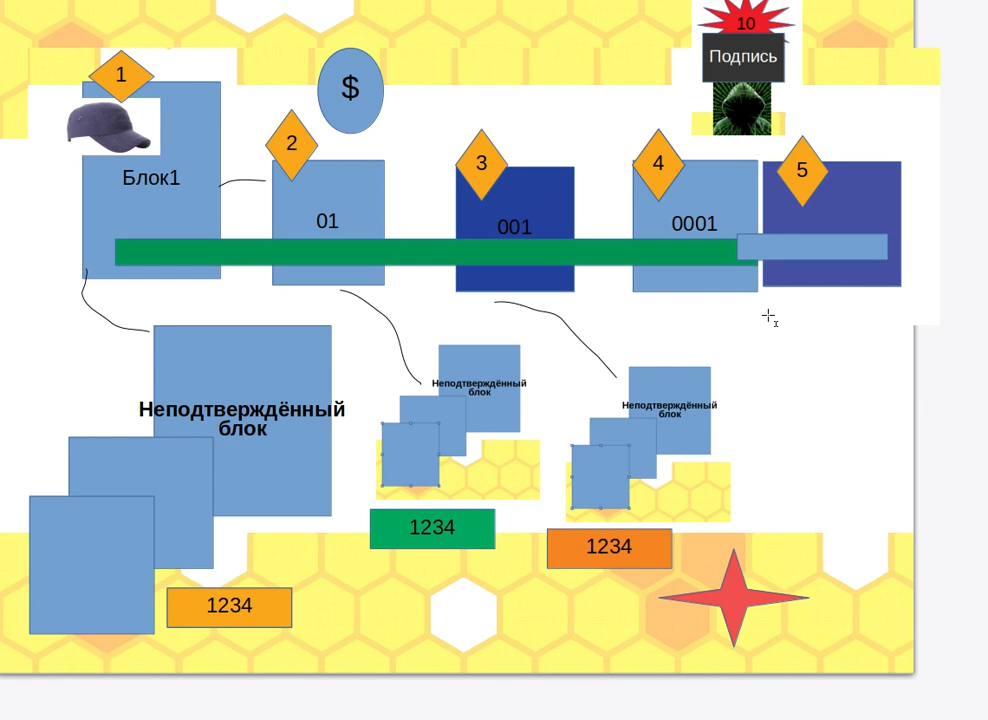 10
Подпись
1
$
2
3
4
5
Блок1
01
001
0001
Неподтверждённый
блок
Неподтверждённый
блок
Неподтверждённый
блок
1234
1234
1234